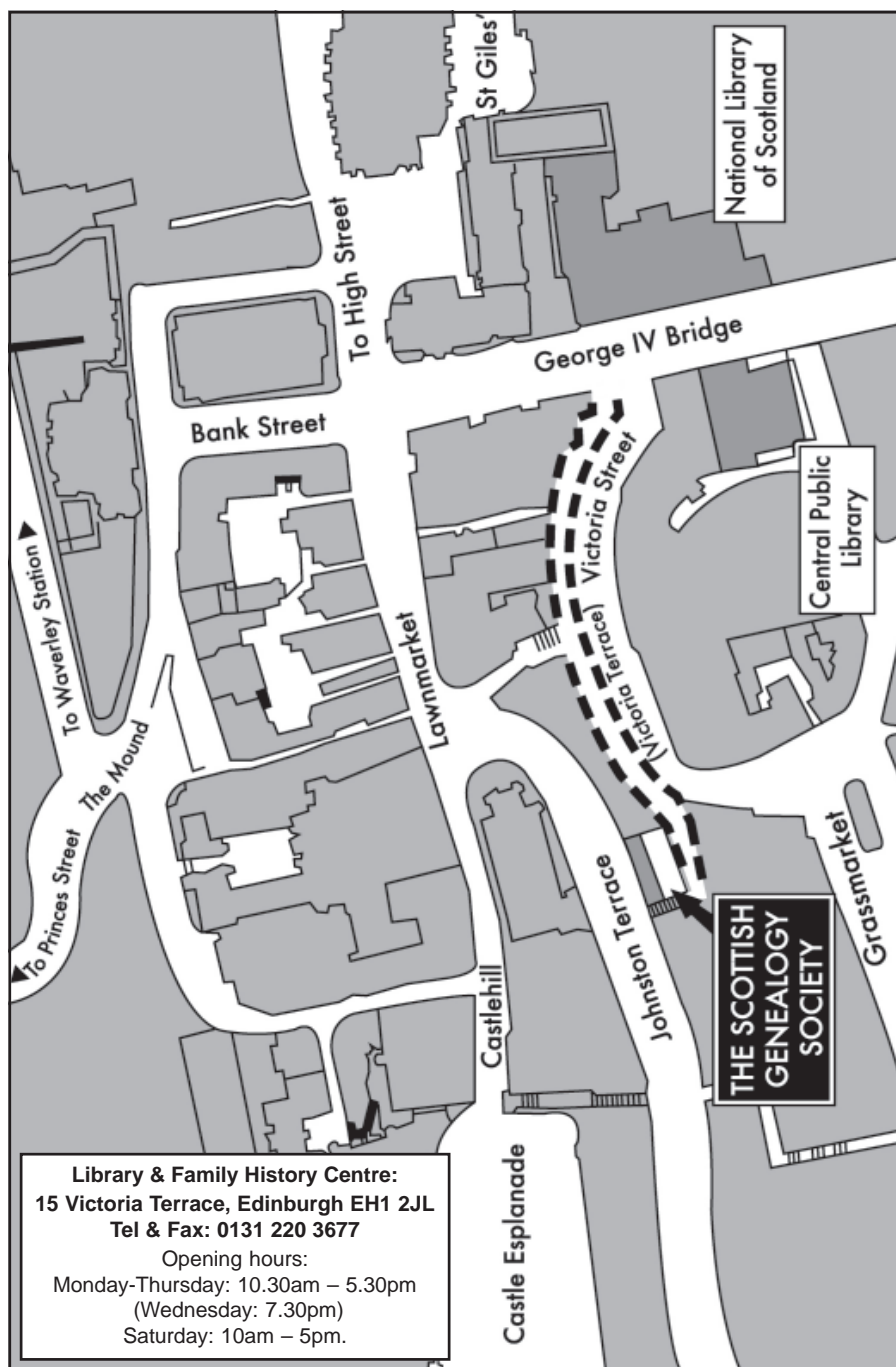 To Princes Street
The Mound
To Waverley Station
Bank Street
To High Street
St Giles'
National Library
of Scotland
George IV Bridge
Victoria Street
(Victoria Terrace)
Central Public
Library
Lawnmarket
Castlehill
Johnston Terrace
Grassmarket
Castle Esplanade
THE SCOTTISH
GENEALOGY
SOCIETY
Library & Family History Centre:
15 Victoria Terrace, Edinburgh EH1 2JL
Tel & Fax: 0131 220 3677
Opening hours:
Monday-Thursday: 10.30am – 5.30pm
(Wednesday: 7.30pm)
Saturday: 10am – 5pm.